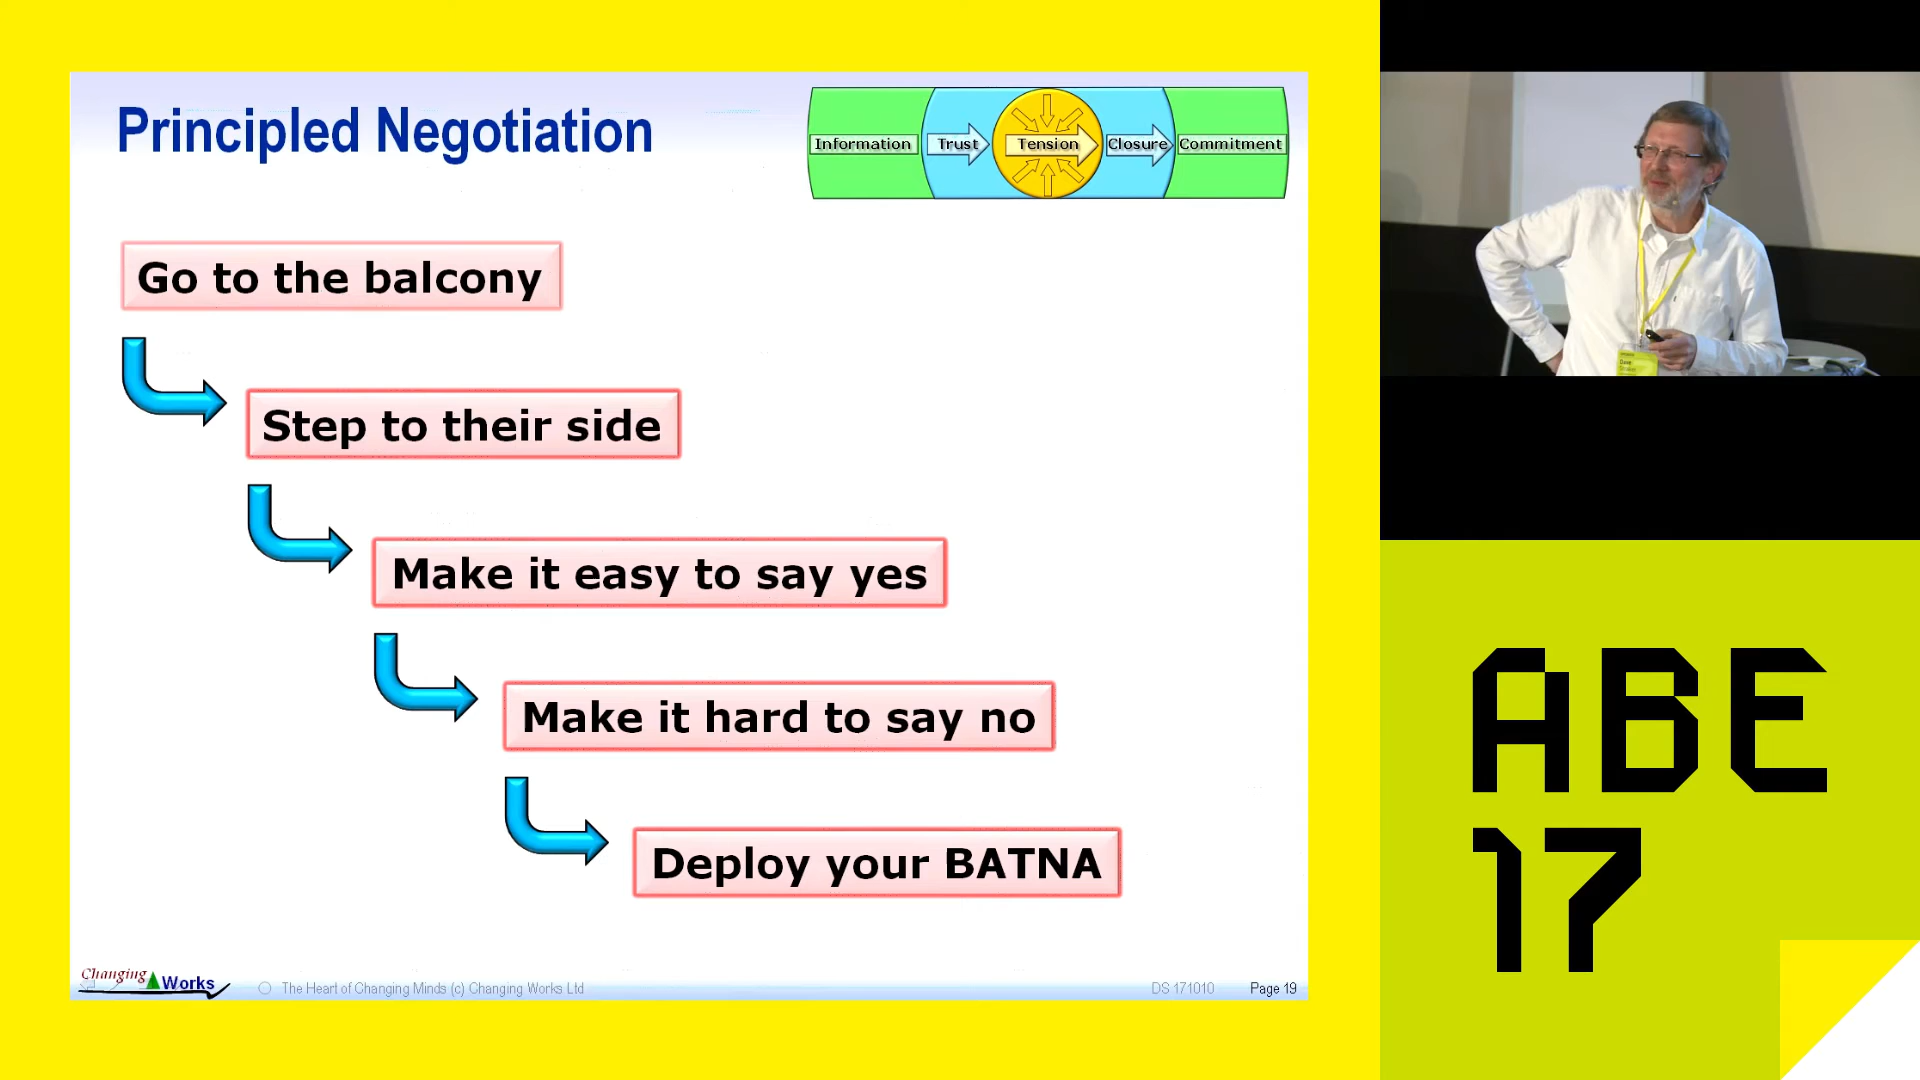 Principled Negotiation
Information
Trust
Tension
Closure
Commitment
Go to the balcony
Step to their side
Make it easy to say yes
Make it hard to say no
Deploy your BATNA
Changing Works
The Heart of Changing Minds (c) Changing Works Ltd
DS 171010
Page 19
Dave
ABE
17